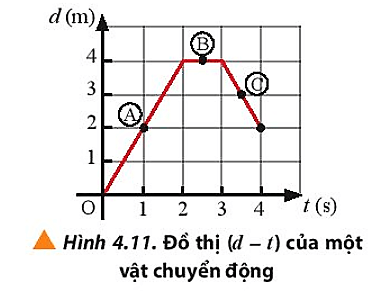 d (m)
B
4
C
3
A
2
1
O
1
2
3
4
t (s)
Hình 4.11. Đồ thị (d – t) của một
vật chuyển động